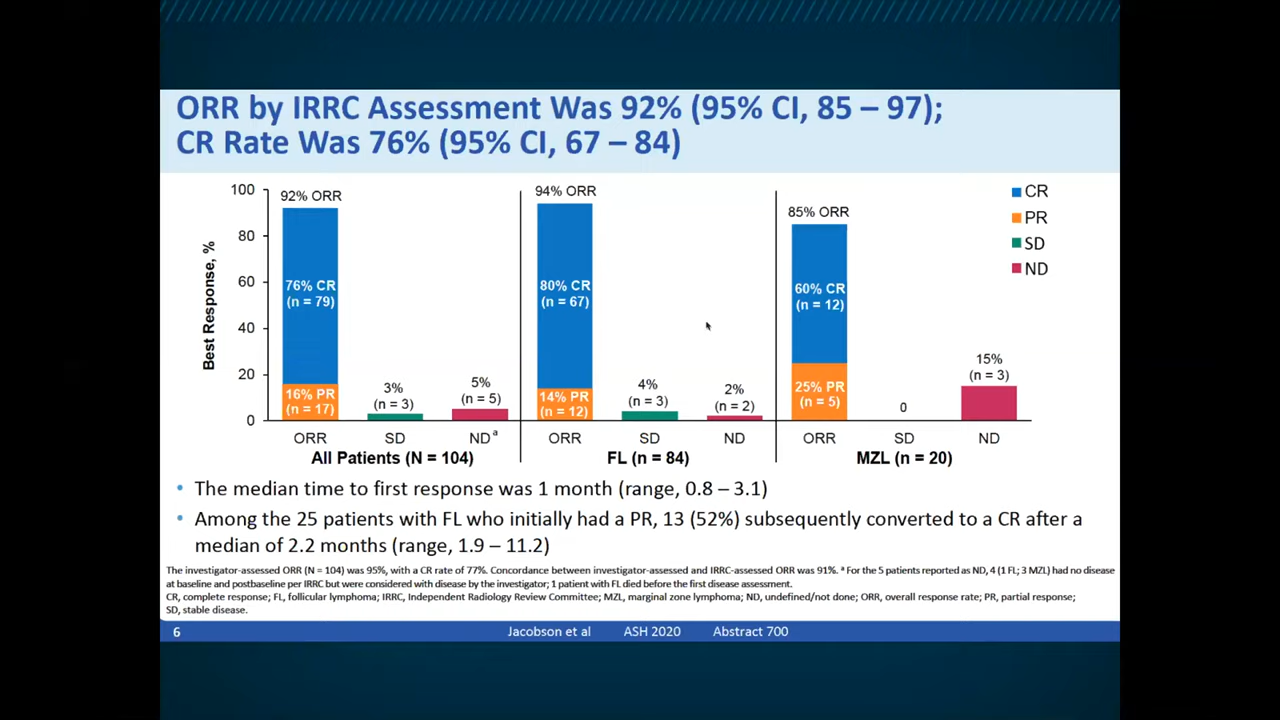 ORR by IRRC Assessment Was 92% (95% CI, 85 – 97);
CR Rate Was 76% (95% CI, 67 – 84)
Best Response, %
100
80
60
40
20
0
92% ORR
76% CR
(n = 79)
16% PR
(n = 17)
3%
(n = 3)
5%
(n = 5)
ORR
SD
ND a
All Patients (N = 104)
94% ORR
80% CR
(n = 67)
14% PR
(n = 12)
4%
(n = 3)
2%
(n = 2)
ORR
SD
ND
FL (n = 84)
85% ORR
60% CR
(n = 12)
25% PR
(n = 5)
0
15%
(n = 3)
ORR
SD
ND
MZL (n = 20)
CR
PR
SD
ND
• The median time to first response was 1 month (range, 0.8 – 3.1)
• Among the 25 patients with FL who initially had a PR, 13 (52%) subsequently converted to a CR after a
median of 2.2 months (range, 1.9 – 11.2)
The investigator-assessed ORR (N = 104) was 95%, with a CR rate of 77%. Concordance between investigator-assessed and IRRC-assessed ORR was 91%. a For the 5 patients reported as ND, 4 (1 FL; 3 MZL) had no disease
at baseline and postbaseline per IRRC but were considered with disease by the investigator; 1 patient with FL died before the first disease assessment.
CR, complete response; FL, follicular lymphoma; IRRC, Independent Radiology Review Committee; MZL, marginal zone lymphoma; ND, undefined/not done; ORR, overall response rate; PR, partial response;
SD, stable disease.
6
Jacobson et al ASH 2020 Abstract 700